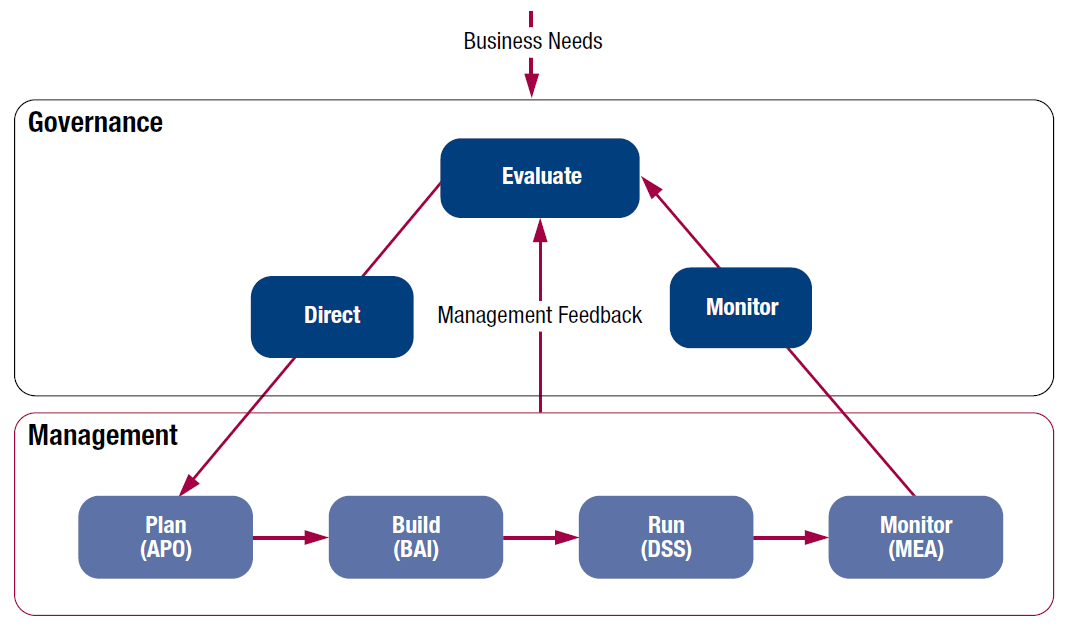 Business Needs
Governance
Evaluate
Direct
Management Feedback
Monitor
Management
Plan
(APO)
Build
(BAI)
Run
(DSS)
Monitor
(MEA)